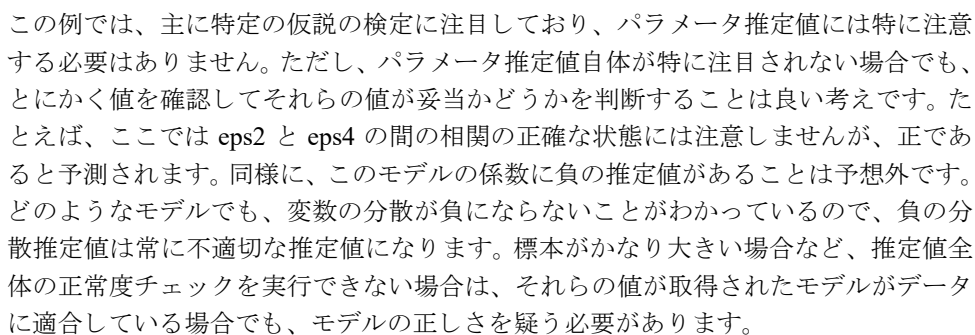 この例では、主に特定の仮説の検定に注目しており、パラメータ推定値には特に注意
する必要はありません。ただし、パラメータ推定値自体が特に注目されない場合でも、
とにかく値を確認してそれらの値が妥当かどうかを判断することは良い考えです。た
とえば、ここでは eps2 と eps4 の間の相関の正確な状態には注意しませんが、正であ
ると予測されます。同様に、このモデルの係数に負の推定値があることは予想外です。
どのようなモデルでも、変数の分散が負にならないことがわかっているので、負の分
散推定値は常に不適切な推定値になります。標本がかなり大きい場合など、推定値全
体の正常度チェックを実行できない場合は、それらの値が取得されたモデルがデータ
に適合している場合でも、モデルの正しさを疑う必要があります。